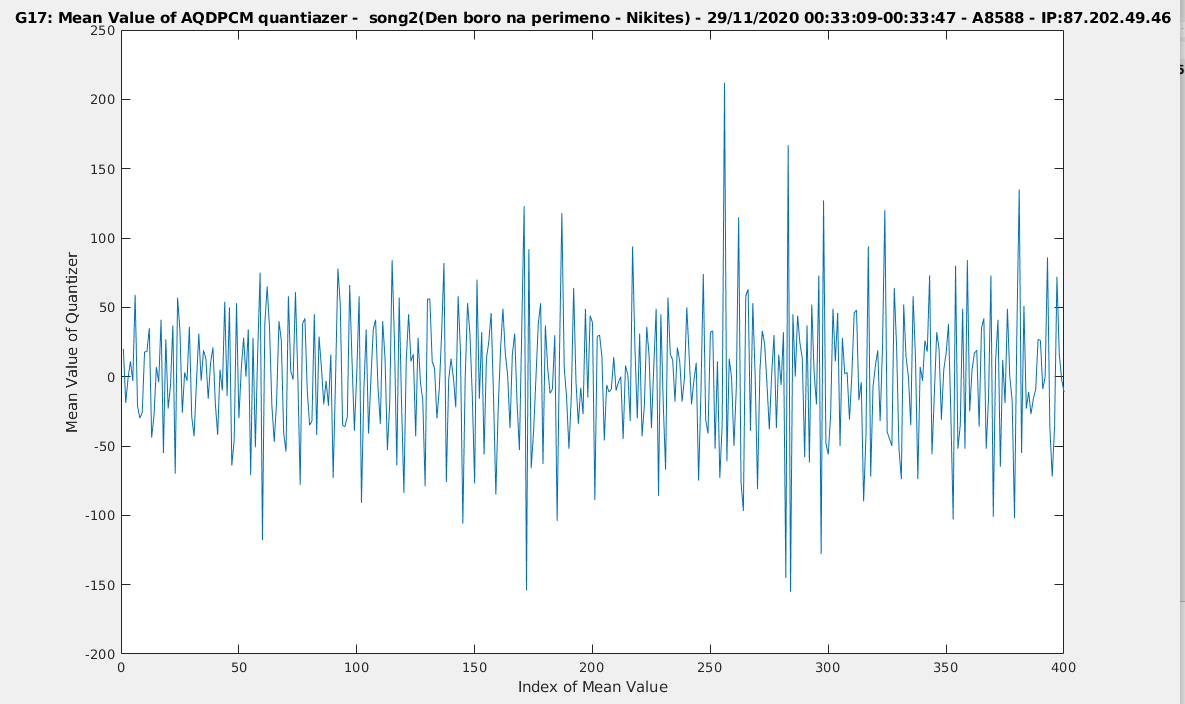 G17: Mean Value of AQDPCM quantiazer - song2(Den boro na perimeno - Nikites) - 29/11/2020 00:33:09-00:33:47 - A8588 - IP:87.202.49.46
250
200
150
100
50
0
-50
-100
-150
-200
Mean Value of Quantizer
0 50 100 150 200 250 300 350 400
Index of Mean Value